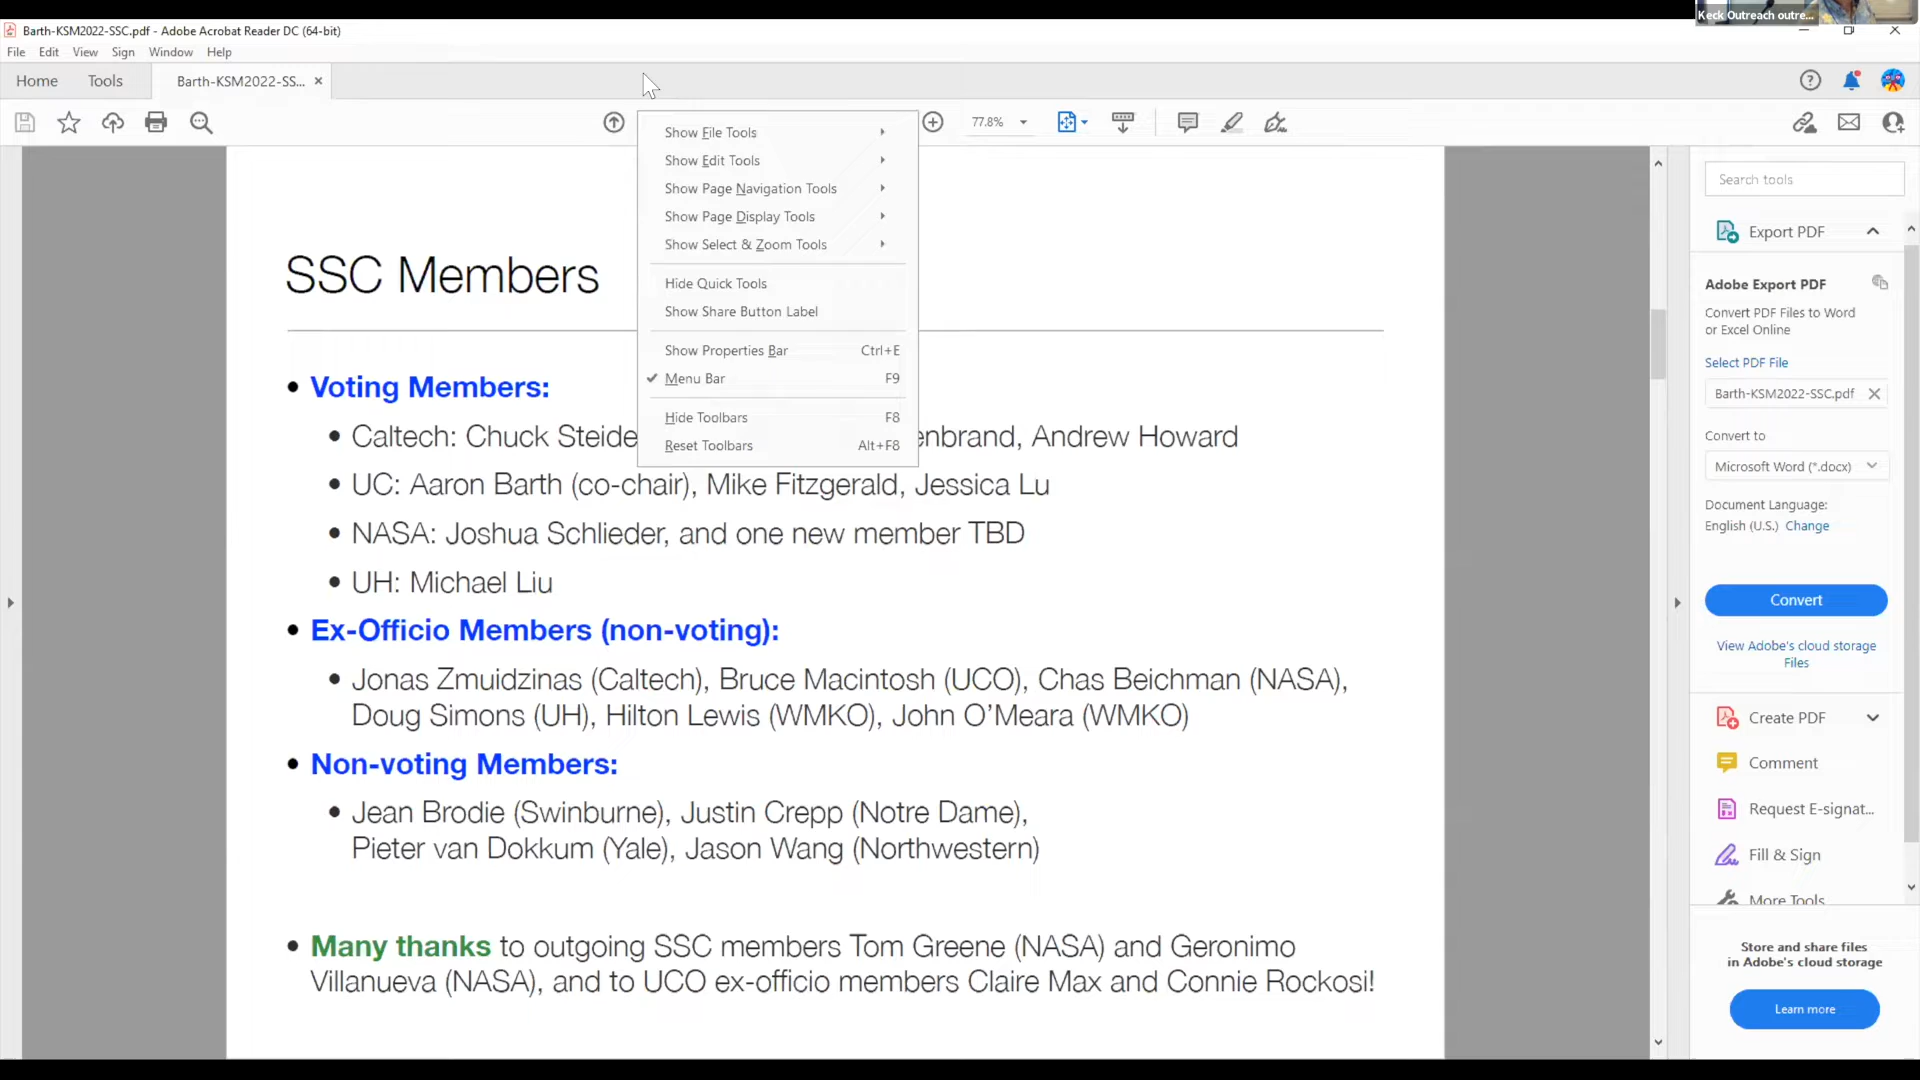 Keck Outreach outre...
Barth-KSM2022-SSC.pdf - Adobe Acrobat Reader DC (64-bit)
File Edit View Sign Window Help
Home Tools Barth-KSM2022-SS... ×
77.8%
Show File Tools
Show Edit Tools
Show Page Navigation Tools
Show Page Display Tools
Show Select & Zoom Tools
Hide Quick Tools
Show Share Button Label
Show Properties Bar Ctrl+E
Menu Bar F9
Hide Toolbars F8
Reset Toolbars Alt+F8
SSC Members
• Voting Members:
• Caltech: Chuck Steide enbrand, Andrew Howard
• UC: Aaron Barth (co-chair), Mike Fitzgerald, Jessica Lu
• NASA: Joshua Schlieder, and one new member TBD
• UH: Michael Liu
• Ex-Officio Members (non-voting):
• Jonas Zmuidzinas (Caltech), Bruce Macintosh (UCO), Chas Beichman (NASA),
Doug Simons (UH), Hilton Lewis (WMKO), John O’Meara (WMKO)
• Non-voting Members:
• Jean Brodie (Swinburne), Justin Crepp (Notre Dame),
Pieter van Dokkum (Yale), Jason Wang (Northwestern)
• Many thanks to outgoing SSC members Tom Greene (NASA) and Geronimo
Villanueva (NASA), and to UCO ex-officio members Claire Max and Connie Rockosi!
Search tools
Export PDF
Adobe Export PDF
Convert PDF Files to Word
or Excel Online
Select PDF File
Barth-KSM2022-SSC.pdf
Convert to
Microsoft Word (*.docx)
Document Language:
English (U.S.) Change
Convert
View Adobe's cloud storage
Files
Create PDF
Comment
Request E-signat...
Fill & Sign
More Tools
Store and share files
in Adobe's cloud storage
Learn more